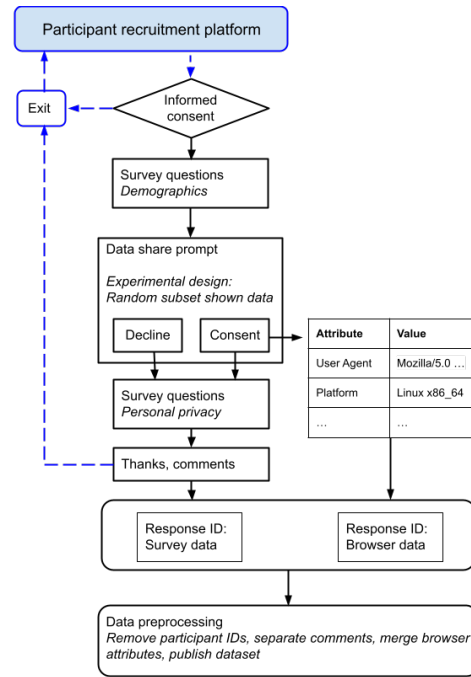 Participant recruitment platform
Exit
Informed
consent
Survey questions
Demographics
Data share prompt
Experimental design:
Random subset shown data
Decline
Consent
Attribute
Value
User Agent
Mozilla/5.0 ...
Platform
Linux x86_64
...
...
Survey questions
Personal privacy
Thanks, comments
Response ID:
Survey data
Response ID:
Browser data
Data preprocessing
Remove participant IDs, separate comments, merge browser
attributes, publish dataset